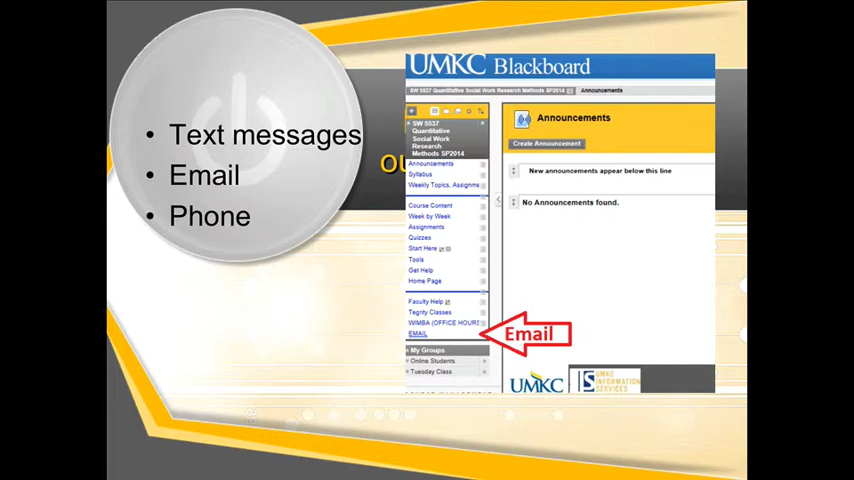 • Text messages
• Email
• Phone
UMKC Blackboard
SW 5537 Quantitative Social Work Research Methods SP2014
Announcements
SW 5537
Quantitative
Social Work
Research
Methods SP2014
Announcements
Syllabus
Weekly Topics, Assignme
Course Content
Week by Week
Assignments
Quizzes
Start Here
Tools
Get Help
Home Page
Faculty Help
Tegrity Classes
WIMBA (OFFICE HOURS
EMAIL
My Groups
Online Students
Tuesday Class
Announcements
Create Announcement
New announcements appear below this line
No Announcements found.
Email
UMKC
UMKC
INFORMATION
SERVICES